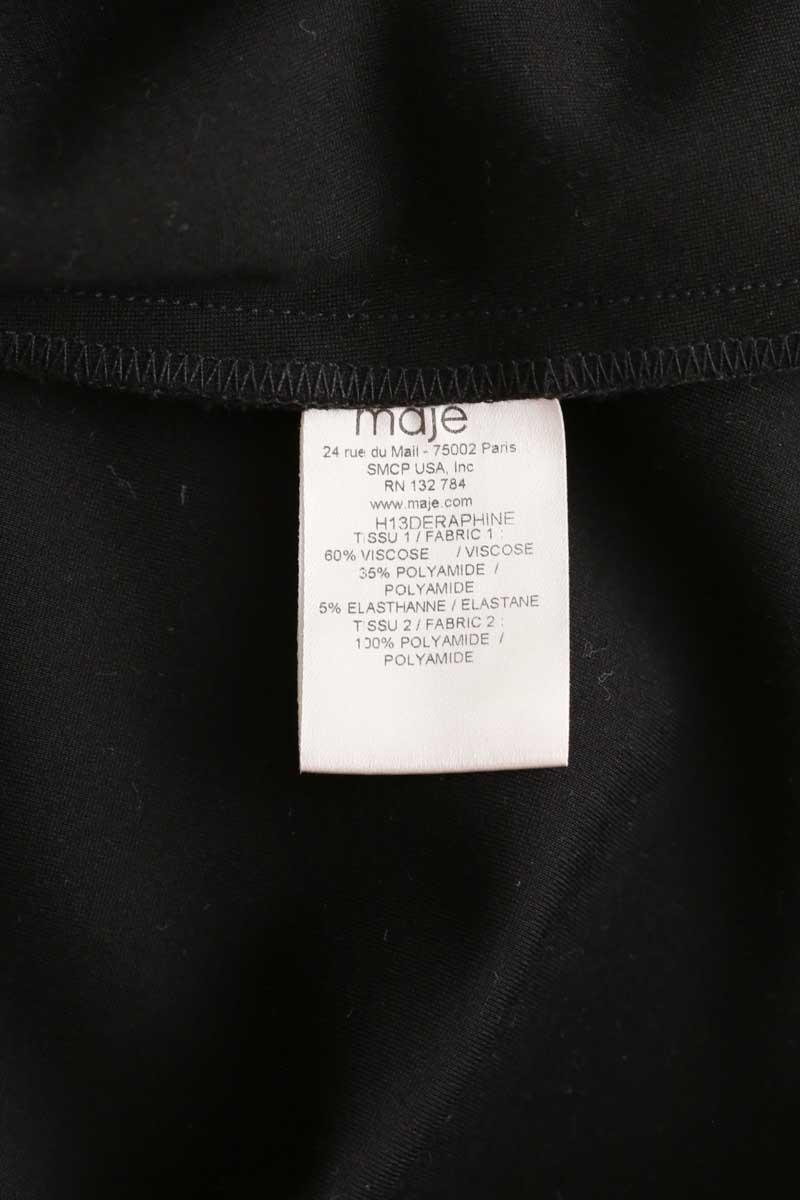 maje
24 rue du Mail - 75002 Paris
SMCP USA, Inc
RN 132 784
www.maje.com
H13DERAPHINE
TISSU 1 / FABRIC 1 :
60% VISCOSE / VISCOSE
35% POLYAMIDE /
POLYAMIDE
5% ELASTHANNE / ELASTANE
TISSU 2 / FABRIC 2 :
100% POLYAMIDE /
POLYAMIDE